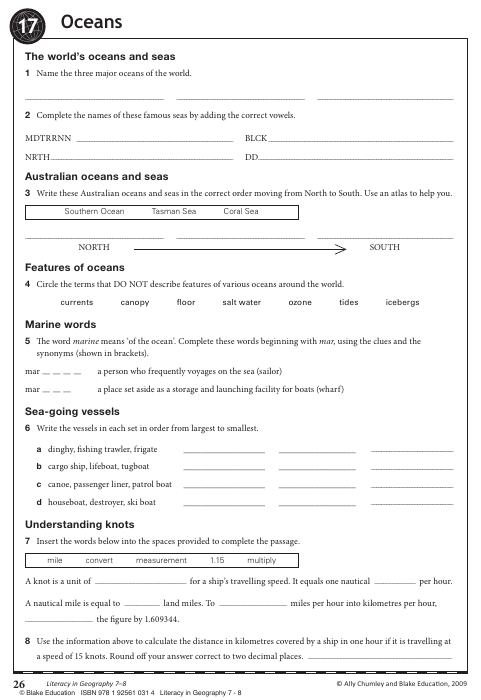 17 Oceans
The world's oceans and seas
1 Name the three major oceans of the world.
2 Complete the names of these famous seas by adding the correct vowels.
MDTRRNN BLCK
NRTH DD
Australian oceans and seas
3 Write these Australian oceans and seas in the correct order moving from North to South. Use an atlas to help you.
Southern Ocean Tasman Sea Coral Sea
NORTH SOUTH
Features of oceans
4 Circle the terms that DO NOT describe features of various oceans around the world.
currents canopy floor salt water ozone tides icebergs
Marine words
5 The word marine means 'of the ocean'. Complete these words beginning with mar, using the clues and the
synonyms (shown in brackets).
mar __ __ __ __ a person who frequently voyages on the sea (sailor)
mar __ __ __ a place set aside as a storage and launching facility for boats (wharf)
Sea-going vessels
6 Write the vessels in each set in order from largest to smallest.
a dinghy, fishing trawler, frigate
b cargo ship, lifeboat, tugboat
c canoe, passenger liner, patrol boat
d houseboat, destroyer, ski boat
Understanding knots
7 Insert the words below into the spaces provided to complete the passage.
mile convert measurement 1.15 multiply
A knot is a unit of ____ for a ship's travelling speed. It equals one nautical ____ per hour.
A nautical mile is equal to ____ land miles. To ____ miles per hour into kilometres per hour,
____ the figure by 1.609344.
8 Use the information above to calculate the distance in kilometres covered by a ship in one hour if it is travelling at
a speed of 15 knots. Round off your answer correct to two decimal places.
26 Literacy in Geography 7–8 © Ally Chumley and Blake Education, 2009
© Blake Education ISBN 978 1 92561 031 4 Literacy in Geography 7 - 8